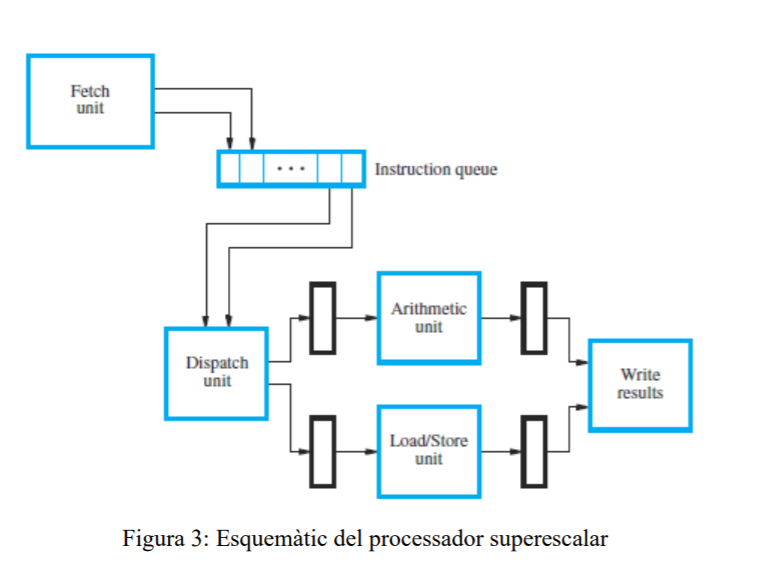 Fetch
unit
Instruction queue
Arithmetic
unit
Dispatch
unit
Write
results
Load/Store
unit
Figura 3: Esquemàtic del processador superescalar